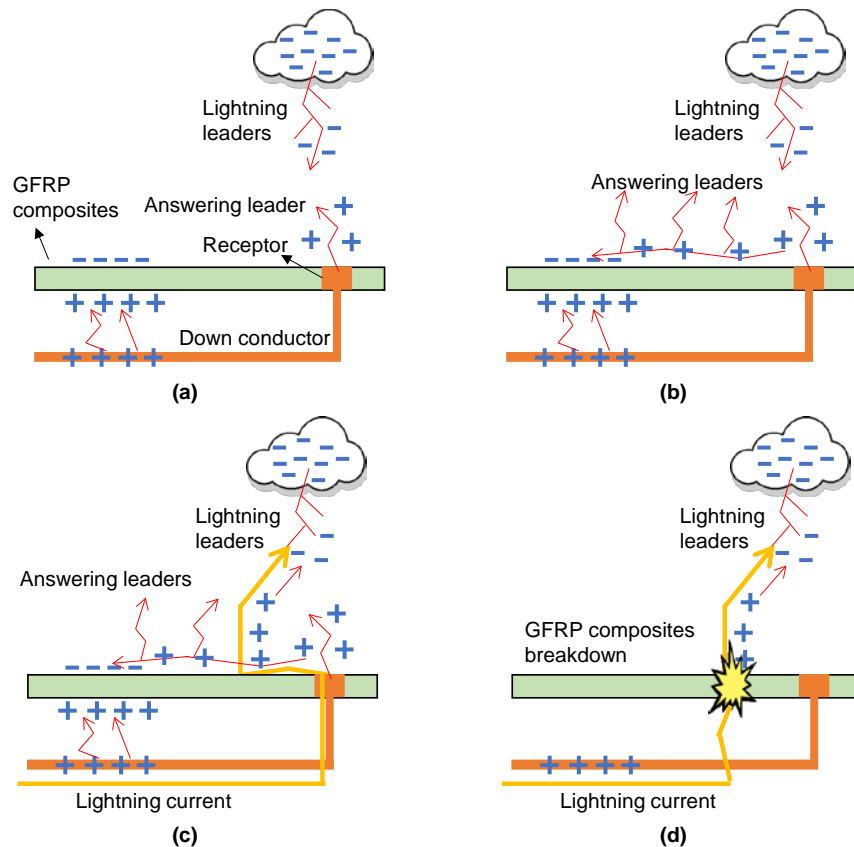 Lightning
leaders
GFRP
composites
Answering leader
Receptor
Down conductor
(a)
Lightning
leaders
Answering leaders
(b)
Lightning
leaders
Answering leaders
Lightning current
(c)
Lightning
leaders
GFRP composites
breakdown
Lightning current
(d)